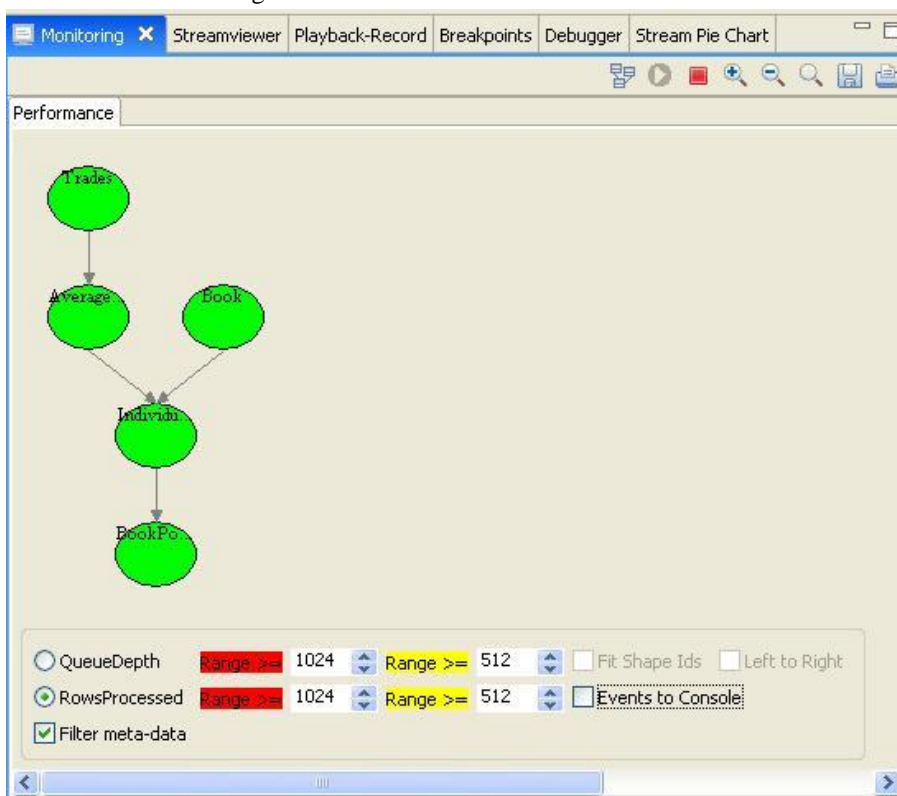 Monitoring Streamviewer Playback-Record Breakpoints Debugger Stream Pie Chart
Performance
Trades
Average...
Book
Individu...
BookPo...
QueueDepth Range >= 1024 Range >= 512 Fit Shape Ids Left to Right
RowsProcessed Range >= 1024 Range >= 512 Events to Console
Filter meta-data